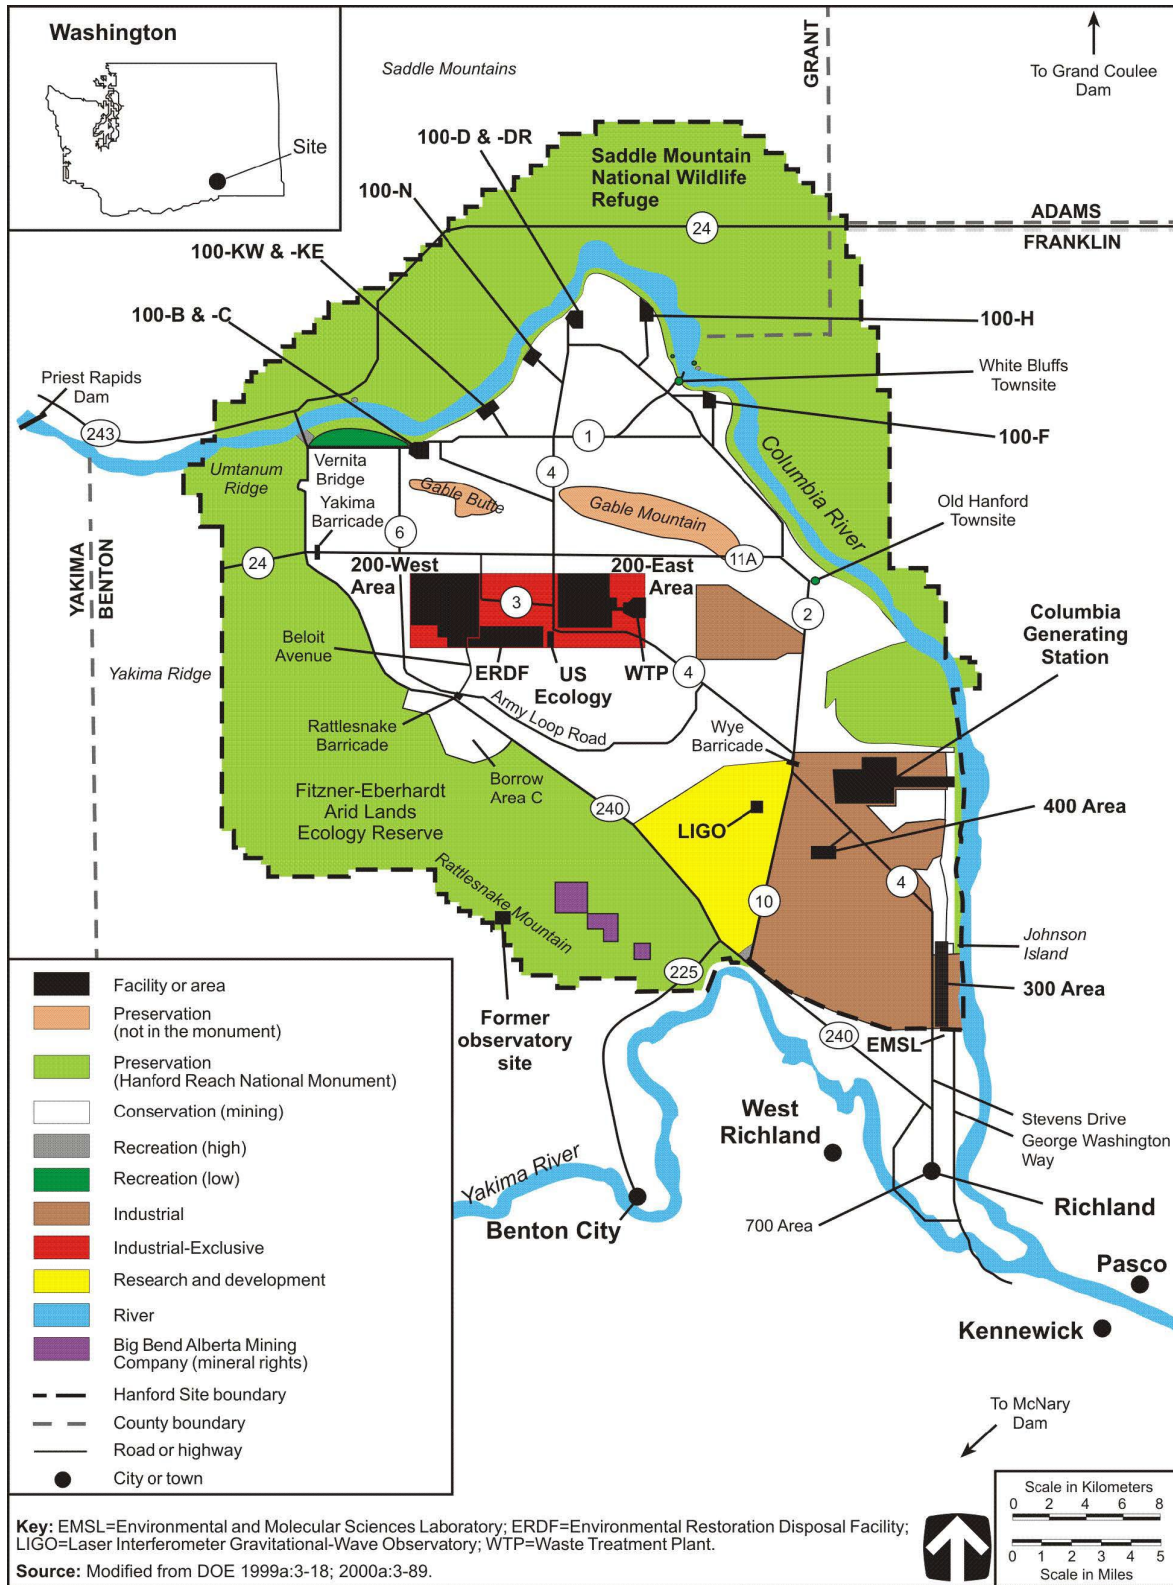 Washington
Site
Saddle Mountains
GRANT
To Grand Coulee
Dam
100-D & -DR
Saddle Mountain
National Wildlife
Refuge
100-N
ADAMS
FRANKLIN
24
100-KW & -KE
100-B & -C
100-H
Priest Rapids
Dam
White Bluffs
Townsite
243
1
100-F
Umtanum
Ridge
Vernita
Bridge
4
Columbia River
Gable Butte
Gable Mountain
Yakima
Barricade
6
Old Hanford
Townsite
24
11A
YAKIMA
BENTON
200-West
Area
200-East
Area
3
2
Columbia
Generating
Station
Beloit
Avenue
Yakima Ridge
ERDF
US
Ecology
WTP
4
Army Loop Road
Rattlesnake
Barricade
Wye
Barricade
Borrow
Area C
Fitzner-Eberhardt
Arid Lands
Ecology Reserve
240
LIGO
400 Area
Rattlesnake Mountain
10
4
Johnson
Island
225
300 Area
Former
observatory
site
240
EMSL
West
Richland
Stevens Drive
George Washington
Way
Yakima River
Benton City
700 Area
Richland
Pasco
Kennewick
Facility or area
Preservation
(not in the monument)
Preservation
(Hanford Reach National Monument)
Conservation (mining)
Recreation (high)
Recreation (low)
Industrial
Industrial-Exclusive
Research and development
River
Big Bend Alberta Mining
Company (mineral rights)
Hanford Site boundary
County boundary
Road or highway
City or town
To McNary
Dam
Scale in Kilometers
0 2 4 6 8
0 1 2 3 4 5
Scale in Miles
Key: EMSL=Environmental and Molecular Sciences Laboratory; ERDF=Environmental Restoration Disposal Facility;
LIGO=Laser Interferometer Gravitational-Wave Observatory; WTP=Waste Treatment Plant.
Source: Modified from DOE 1999a:3-18; 2000a:3-89.